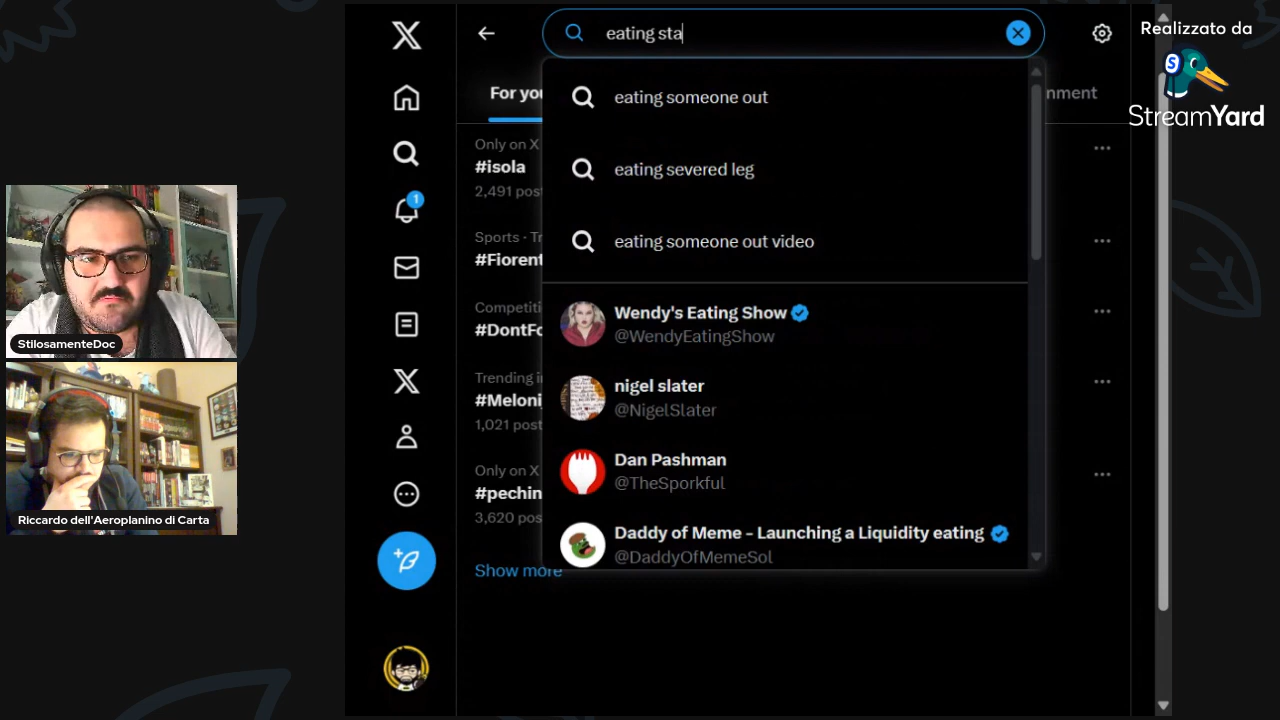 eating sta
Realizzato da
StreamYard
For you
nment
eating someone out
eating severed leg
eating someone out video
Only on X
#isola
2,491 post
Sports · Tr
#Fiorent
Competiti
#DontFo
Trending i
#Meloni
1,021 post
Only on X
#pechin
3,620 pos
Show more
1
Wendy's Eating Show
@WendyEatingShow
nigel slater
@NigelSlater
Dan Pashman
@TheSporkful
Daddy of Meme - Launching a Liquidity eating
@DaddyOfMemeSol
StilosamenteDoc
Riccardo dell'Aeroplanino di Carta